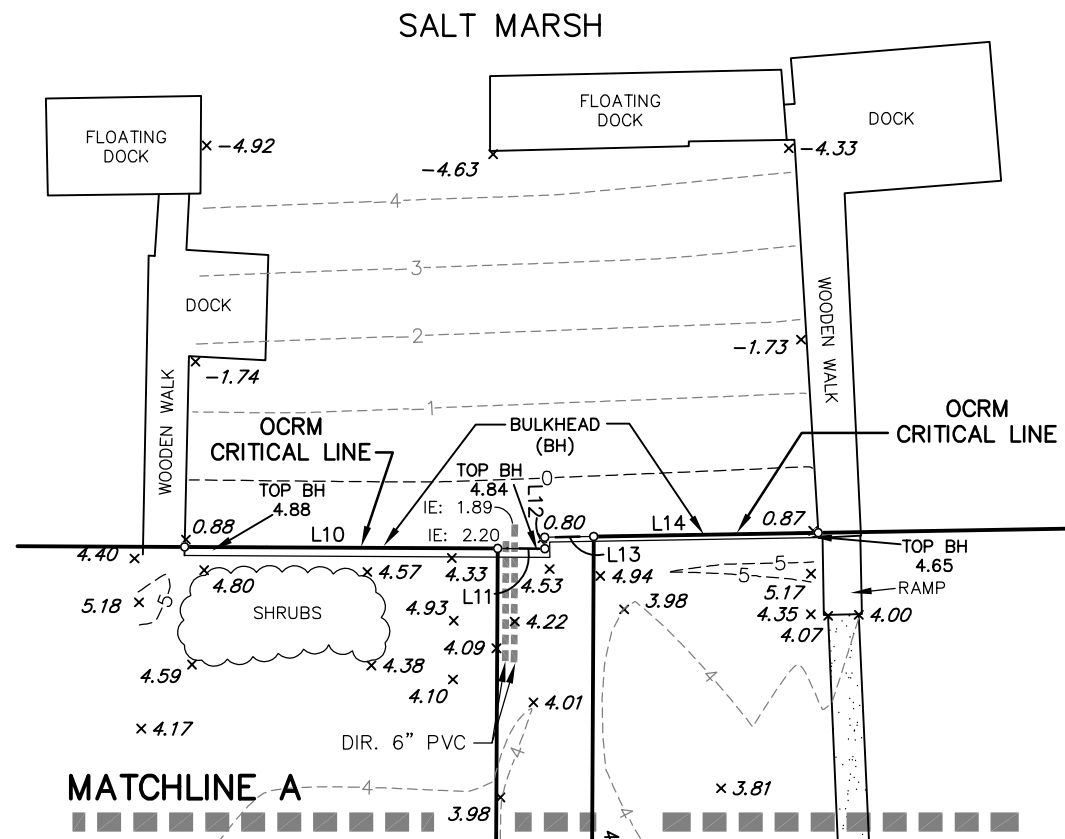 SALT MARSH
FLOATING
DOCK
FLOATING
DOCK
DOCK
-4.92
-4.63
-4.33
-4
-3
DOCK
WOODEN WALK
-2
-1.73
-1.74
WOODEN WALK
-1
OCRM
CRITICAL LINE
BULKHEAD
(BH)
OCRM
CRITICAL LINE
TOP BH
4.84
0
TOP BH
4.88
IE: 1.89
L12
0.88
L10
IE: 2.20
0.80
L14
0.87
4.40
L13
TOP BH
4.65
4.80
4.57
4.33
4.53
4.94
5
5
5.17
RAMP
5.18
5
SHRUBS
L11
4.93
4.22
3.98
4.35
4.00
4.07
4.09
4.59
4.38
4.10
4
4.17
4.01
DIR. 6" PVC
4
MATCHLINE A
4
3.98
3.81
4
4